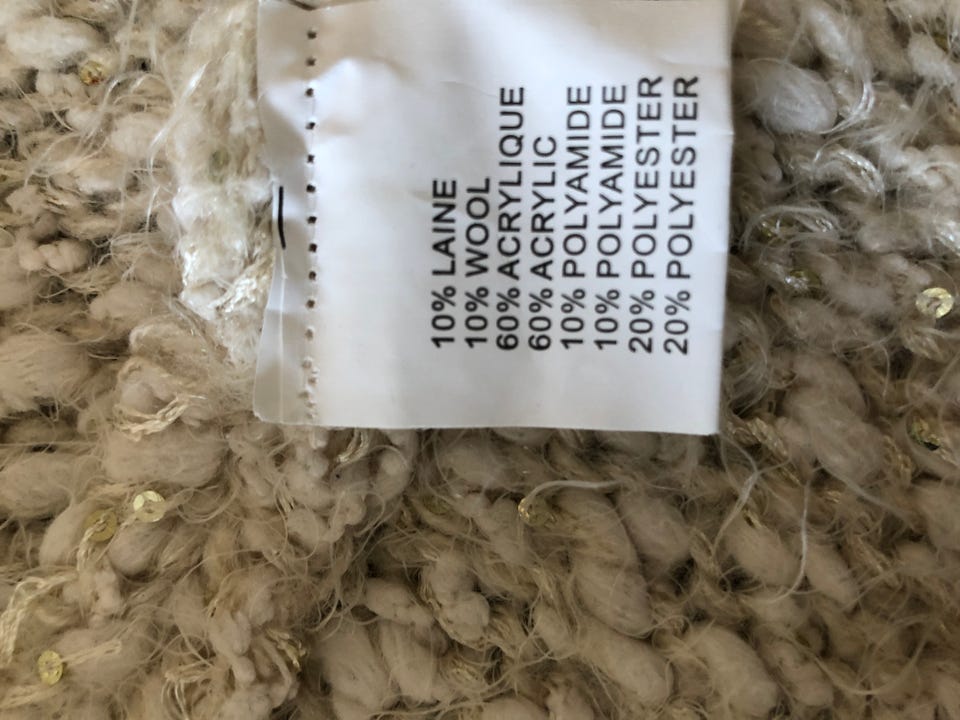 10% LAINE
10% WOOL
60% ACRYLIQUE
60% ACRYLIC
10% POLYAMIDE
10% POLYAMIDE
20% POLYESTER
20% POLYESTER